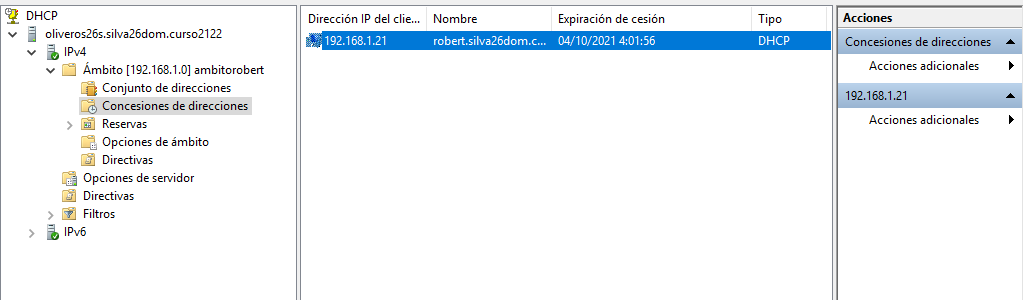 DHCP
oliveros26s.silva26dom.curso2122
IPv4
Ámbito [192.168.1.0] ambitorobert
Conjunto de direcciones
Concesiones de direcciones
Reservas
Opciones de ámbito
Directivas
Opciones de servidor
Directivas
Filtros
IPv6
Dirección IP del clie... Nombre Expiración de cesión Tipo
192.168.1.21 robert.silva26dom.c... 04/10/2021 4:01:56 DHCP
Acciones
Concesiones de direcciones
Acciones adicionales
192.168.1.21
Acciones adicionales